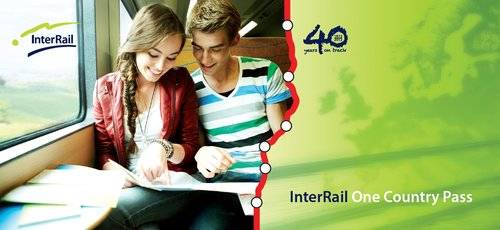 InterRail
40
years on track
InterRail One Country Pass